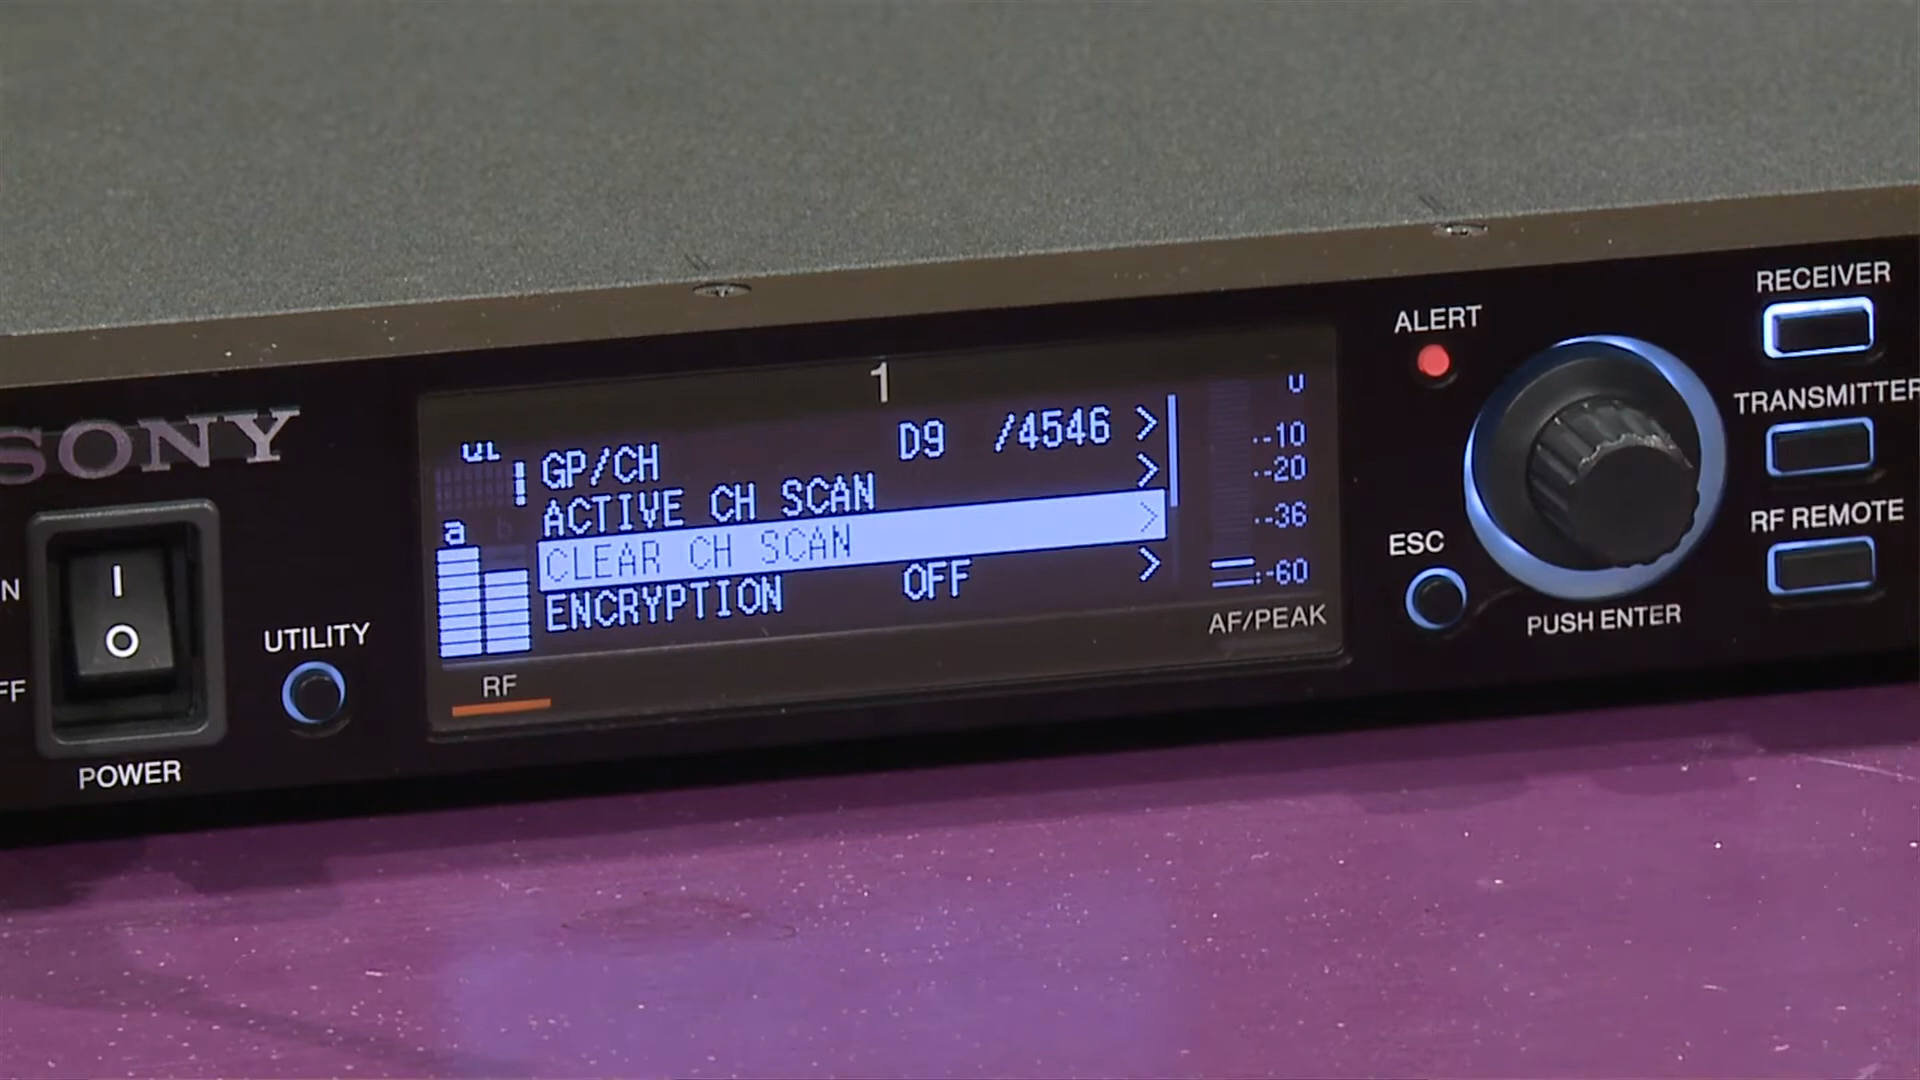 SONY
N
FF
POWER
UTILITY
1
a b
RF
GP/CH D9 /4546 >
ACTIVE CH SCAN >
CLEAR CH SCAN >
ENCRYPTION OFF >
-10
-20
-36
-60
AF/PEAK
ALERT
ESC
PUSH ENTER
RECEIVER
TRANSMITTER
RF REMOTE